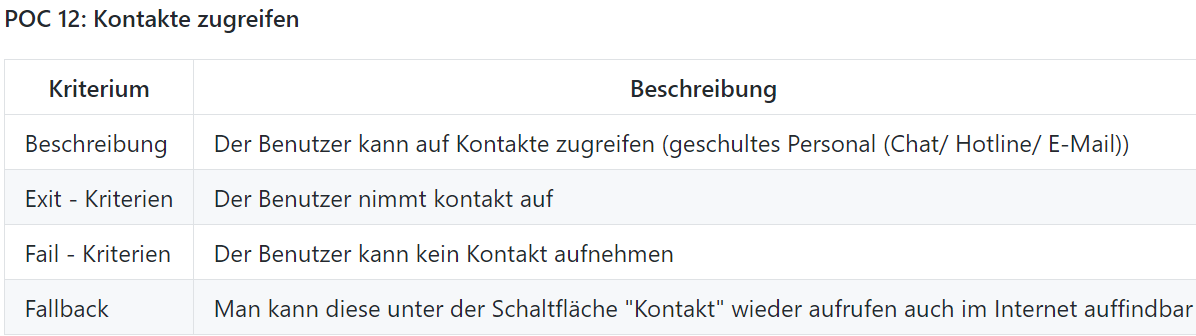 POC 12: Kontakte zugreifen
Kriterium Beschreibung
Beschreibung Der Benutzer kann auf Kontakte zugreifen (geschultes Personal (Chat/ Hotline/ E-Mail))
Exit - Kriterien Der Benutzer nimmt kontakt auf
Fail - Kriterien Der Benutzer kann kein Kontakt aufnehmen
Fallback Man kann diese unter der Schaltfläche "Kontakt" wieder aufrufen auch im Internet auffindbar